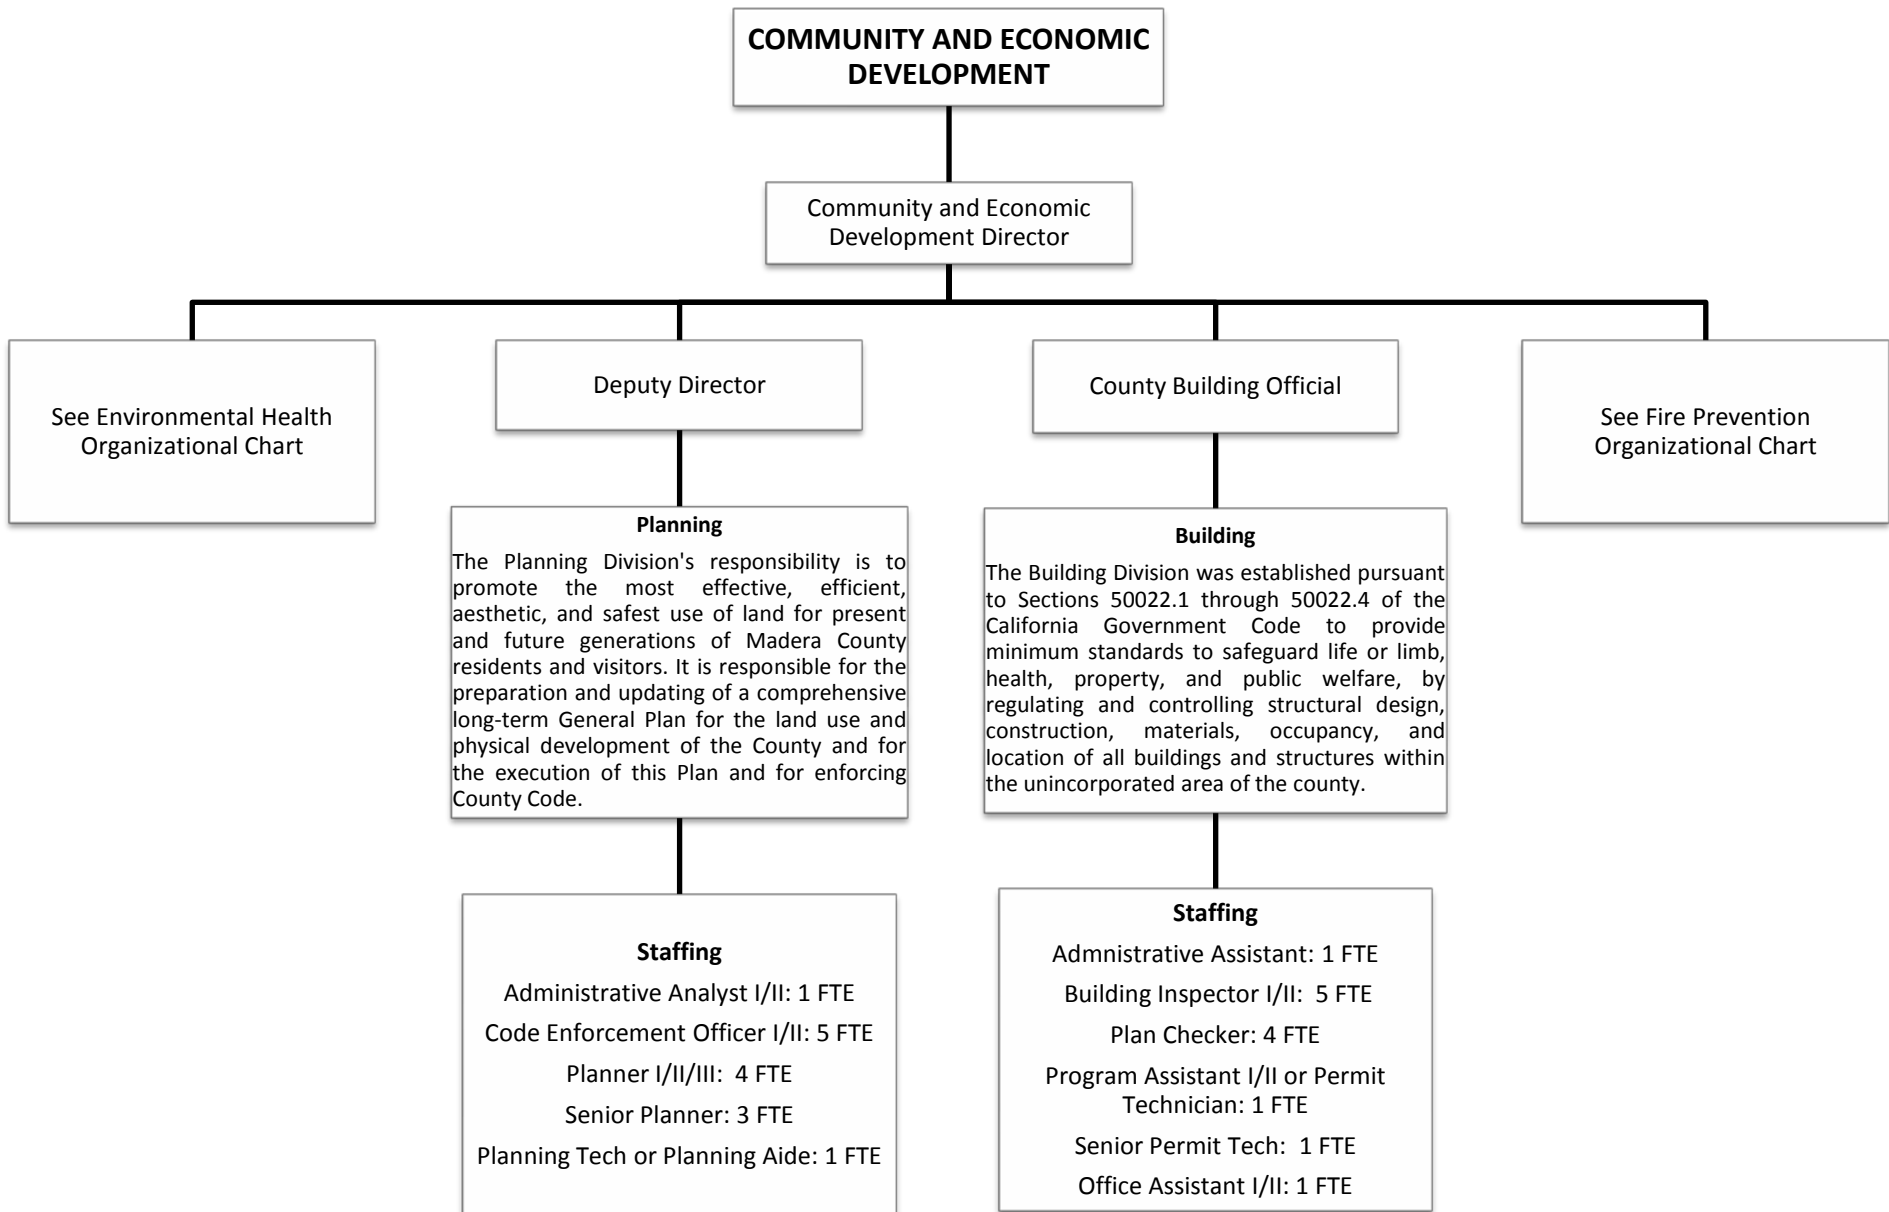 COMMUNITY AND ECONOMIC
DEVELOPMENT
Community and Economic
Development Director
See Environmental Health
Organizational Chart
Deputy Director
County Building Official
See Fire Prevention
Organizational Chart
Planning
The Planning Division's responsibility is to
promote the most effective, efficient,
aesthetic, and safest use of land for present
and future generations of Madera County
residents and visitors. It is responsible for the
preparation and updating of a comprehensive
long-term General Plan for the land use and
physical development of the County and for
the execution of this Plan and for enforcing
County Code.
Building
The Building Division was established pursuant
to Sections 50022.1 through 50022.4 of the
California Government Code to provide
minimum standards to safeguard life or limb,
health, property, and public welfare, by
regulating and controlling structural design,
construction, materials, occupancy, and
location of all buildings and structures within
the unincorporated area of the county.
Staffing
Administrative Analyst I/II: 1 FTE
Code Enforcement Officer I/II: 5 FTE
Planner I/II/III: 4 FTE
Senior Planner: 3 FTE
Planning Tech or Planning Aide: 1 FTE
Staffing
Admnistrative Assistant: 1 FTE
Building Inspector I/II: 5 FTE
Plan Checker: 4 FTE
Program Assistant I/II or Permit
Technician: 1 FTE
Senior Permit Tech: 1 FTE
Office Assistant I/II: 1 FTE